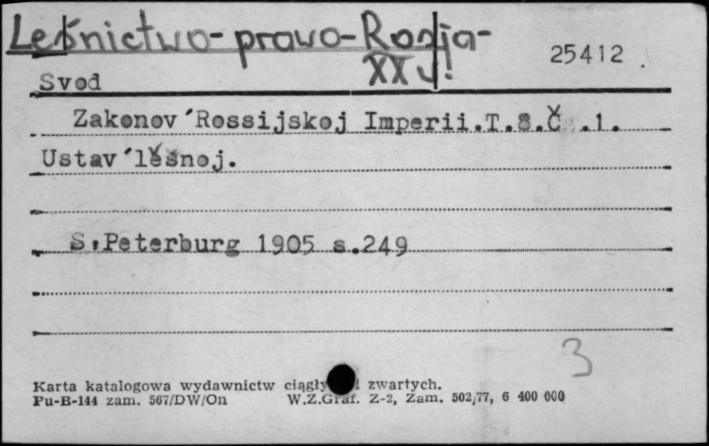 Leśnictwo - prawo - Rosja -
XX w!
25412
Svod
Zakonov ́Rossijskoj Imperii.T.8.Č .1.
Ustav ́lěsnoj.
S.Peterburg 1905 s.249
3
Karta katalogowa wydawnictw zwartych.
Pu-B-144 zam. 567/DW/On W.Z.Graf. Z-2, Zam. 502/77, 6 400 000